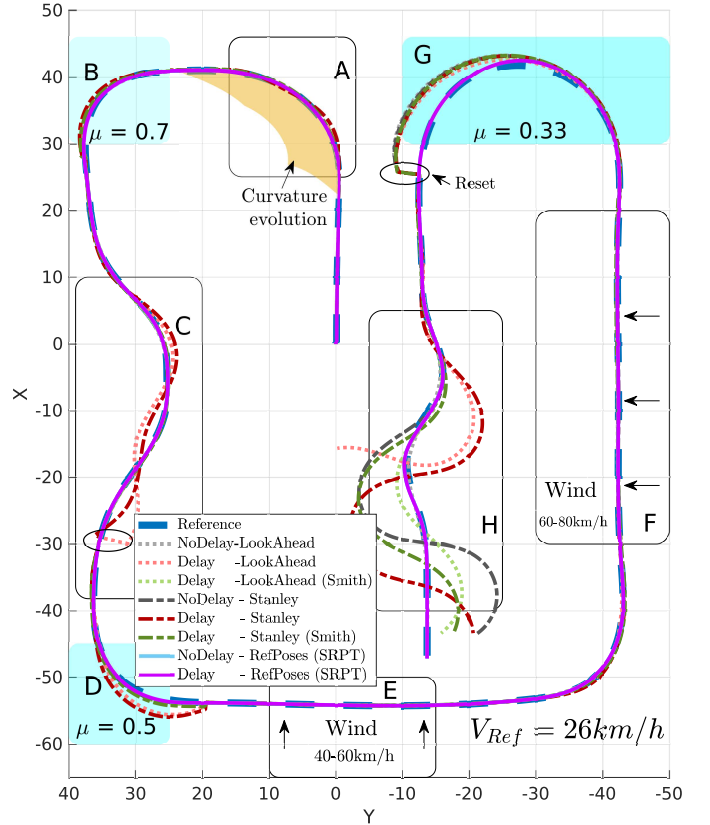 50
40
30
20
10
0
-10
-20
-30
-40
-50
-60
X
40
30
20
10
0
-10
-20
-30
-40
-50
Y
B
μ = 0.7
A
Curvature
evolution
G
μ = 0.33
Reset
C
Wind
60-80km/h
F
H
Reference
NoDelay-LookAhead
Delay -LookAhead
Delay -LookAhead (Smith)
NoDelay - Stanley
Delay - Stanley
Delay - Stanley (Smith)
NoDelay - RefPoses (SRPT)
Delay - RefPoses (SRPT)
D
μ = 0.5
E
Wind
40-60km/h
V_Ref = 26km/h